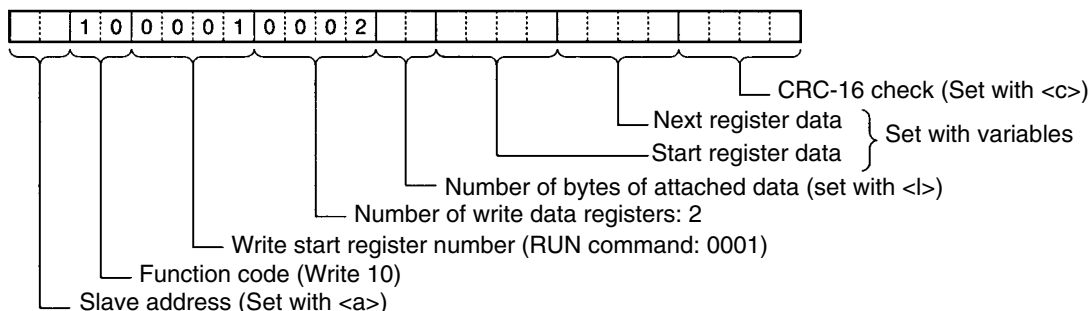 1 0 0 0 0 1 0 0 0 2
CRC-16 check (Set with <c>)
Next register data
Set with variables
Start register data
Number of bytes of attached data (set with <l>)
Number of write data registers: 2
Write start register number (RUN command: 0001)
Function code (Write 10)
Slave address (Set with <a>)